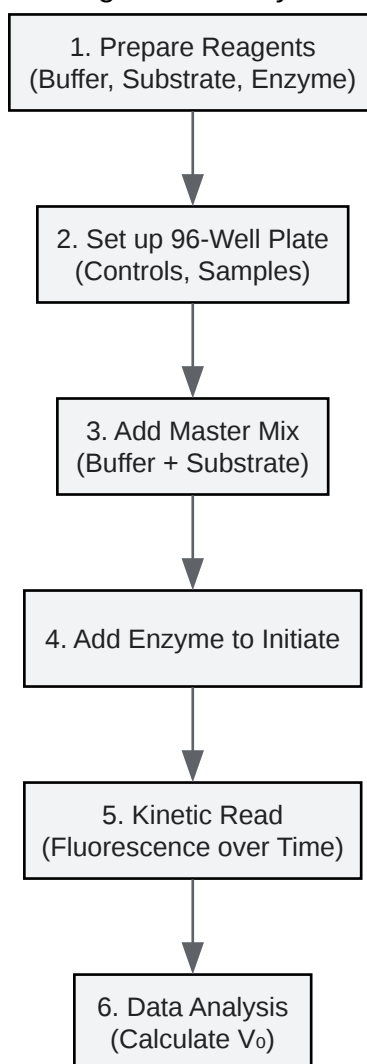 1. Prepare Reagents
(Buffer, Substrate, Enzyme)
2. Set up 96-Well Plate
(Controls, Samples)
3. Add Master Mix
(Buffer + Substrate)
4. Add Enzyme to Initiate
5. Kinetic Read
(Fluorescence over Time)
6. Data Analysis
(Calculate V₀)